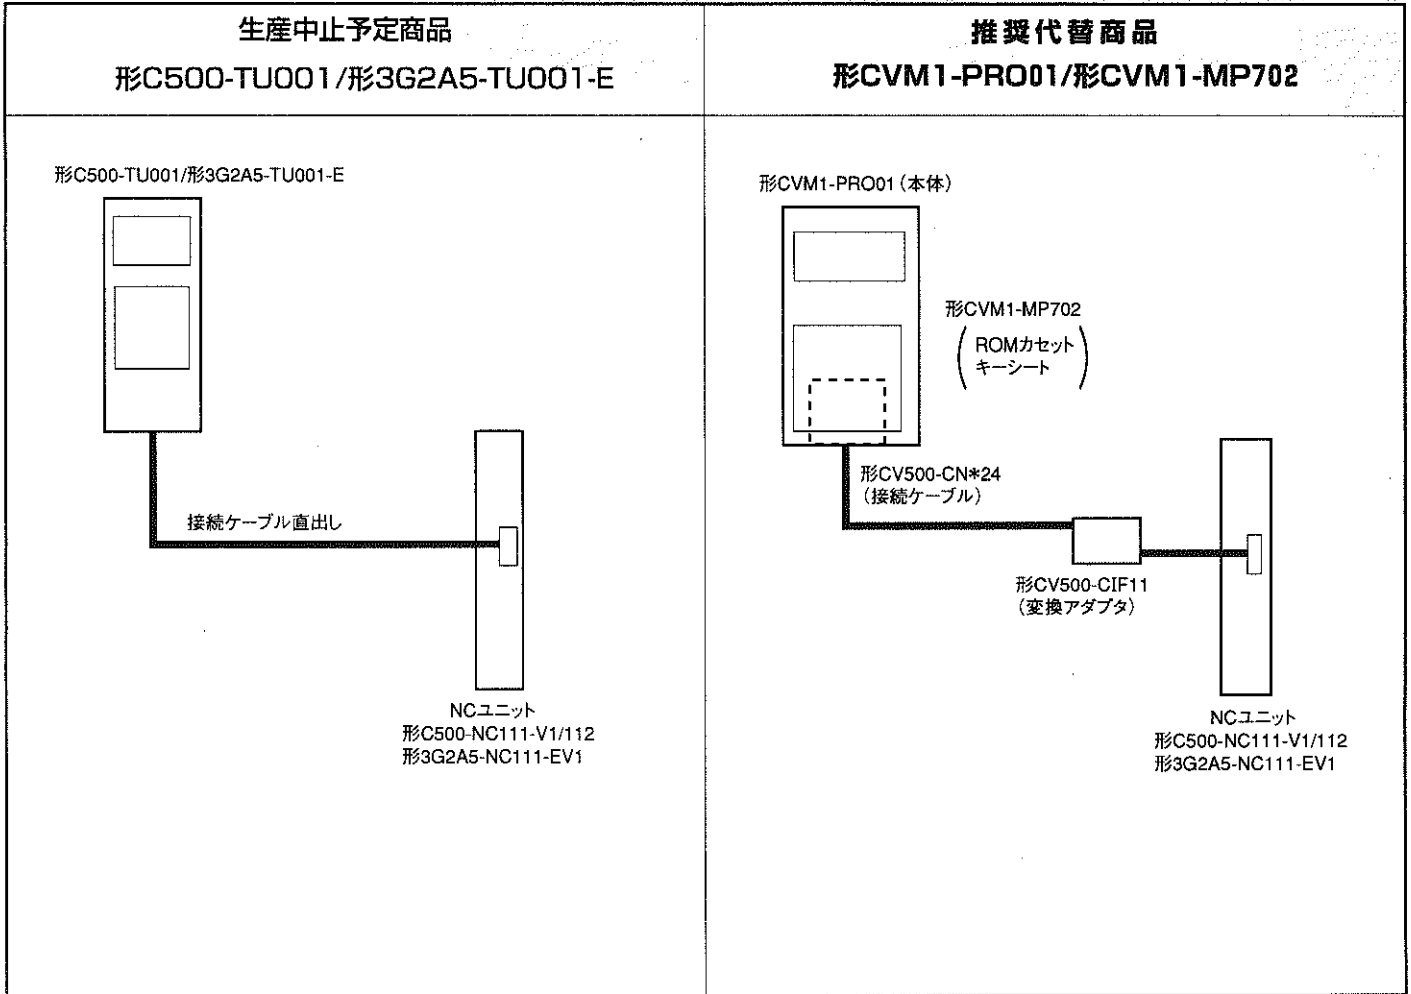 生産中止予定商品
形C500-TU001/形3G2A5-TU001-E
推奨代替商品
形CVM1-PRO01/形CVM1-MP702
形C500-TU001/形3G2A5-TU001-E
接続ケーブル直出し
NCユニット
形C500-NC111-V1/112
形3G2A5-NC111-EV1
形CVM1-PRO01（本体）
形CVM1-MP702
ROMカセット
キーシート
形CV500-CN*24
（接続ケーブル）
形CV500-CIF11
（変換アダプタ）
NCユニット
形C500-NC111-V1/112
形3G2A5-NC111-EV1